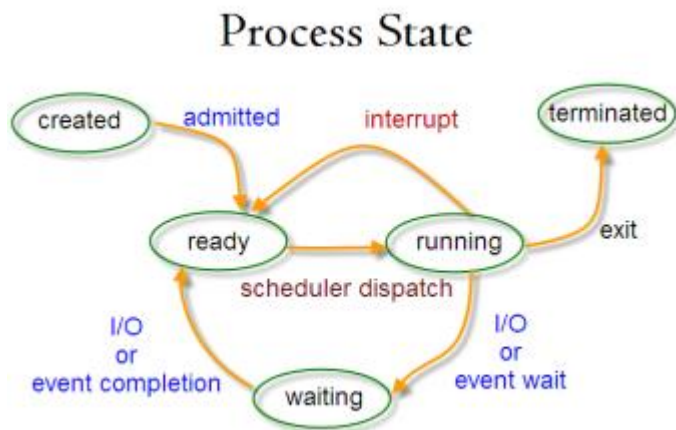 Process State
created
admitted
interrupt
terminated
ready
running
exit
scheduler dispatch
I/O
or
event completion
I/O
or
event wait
waiting